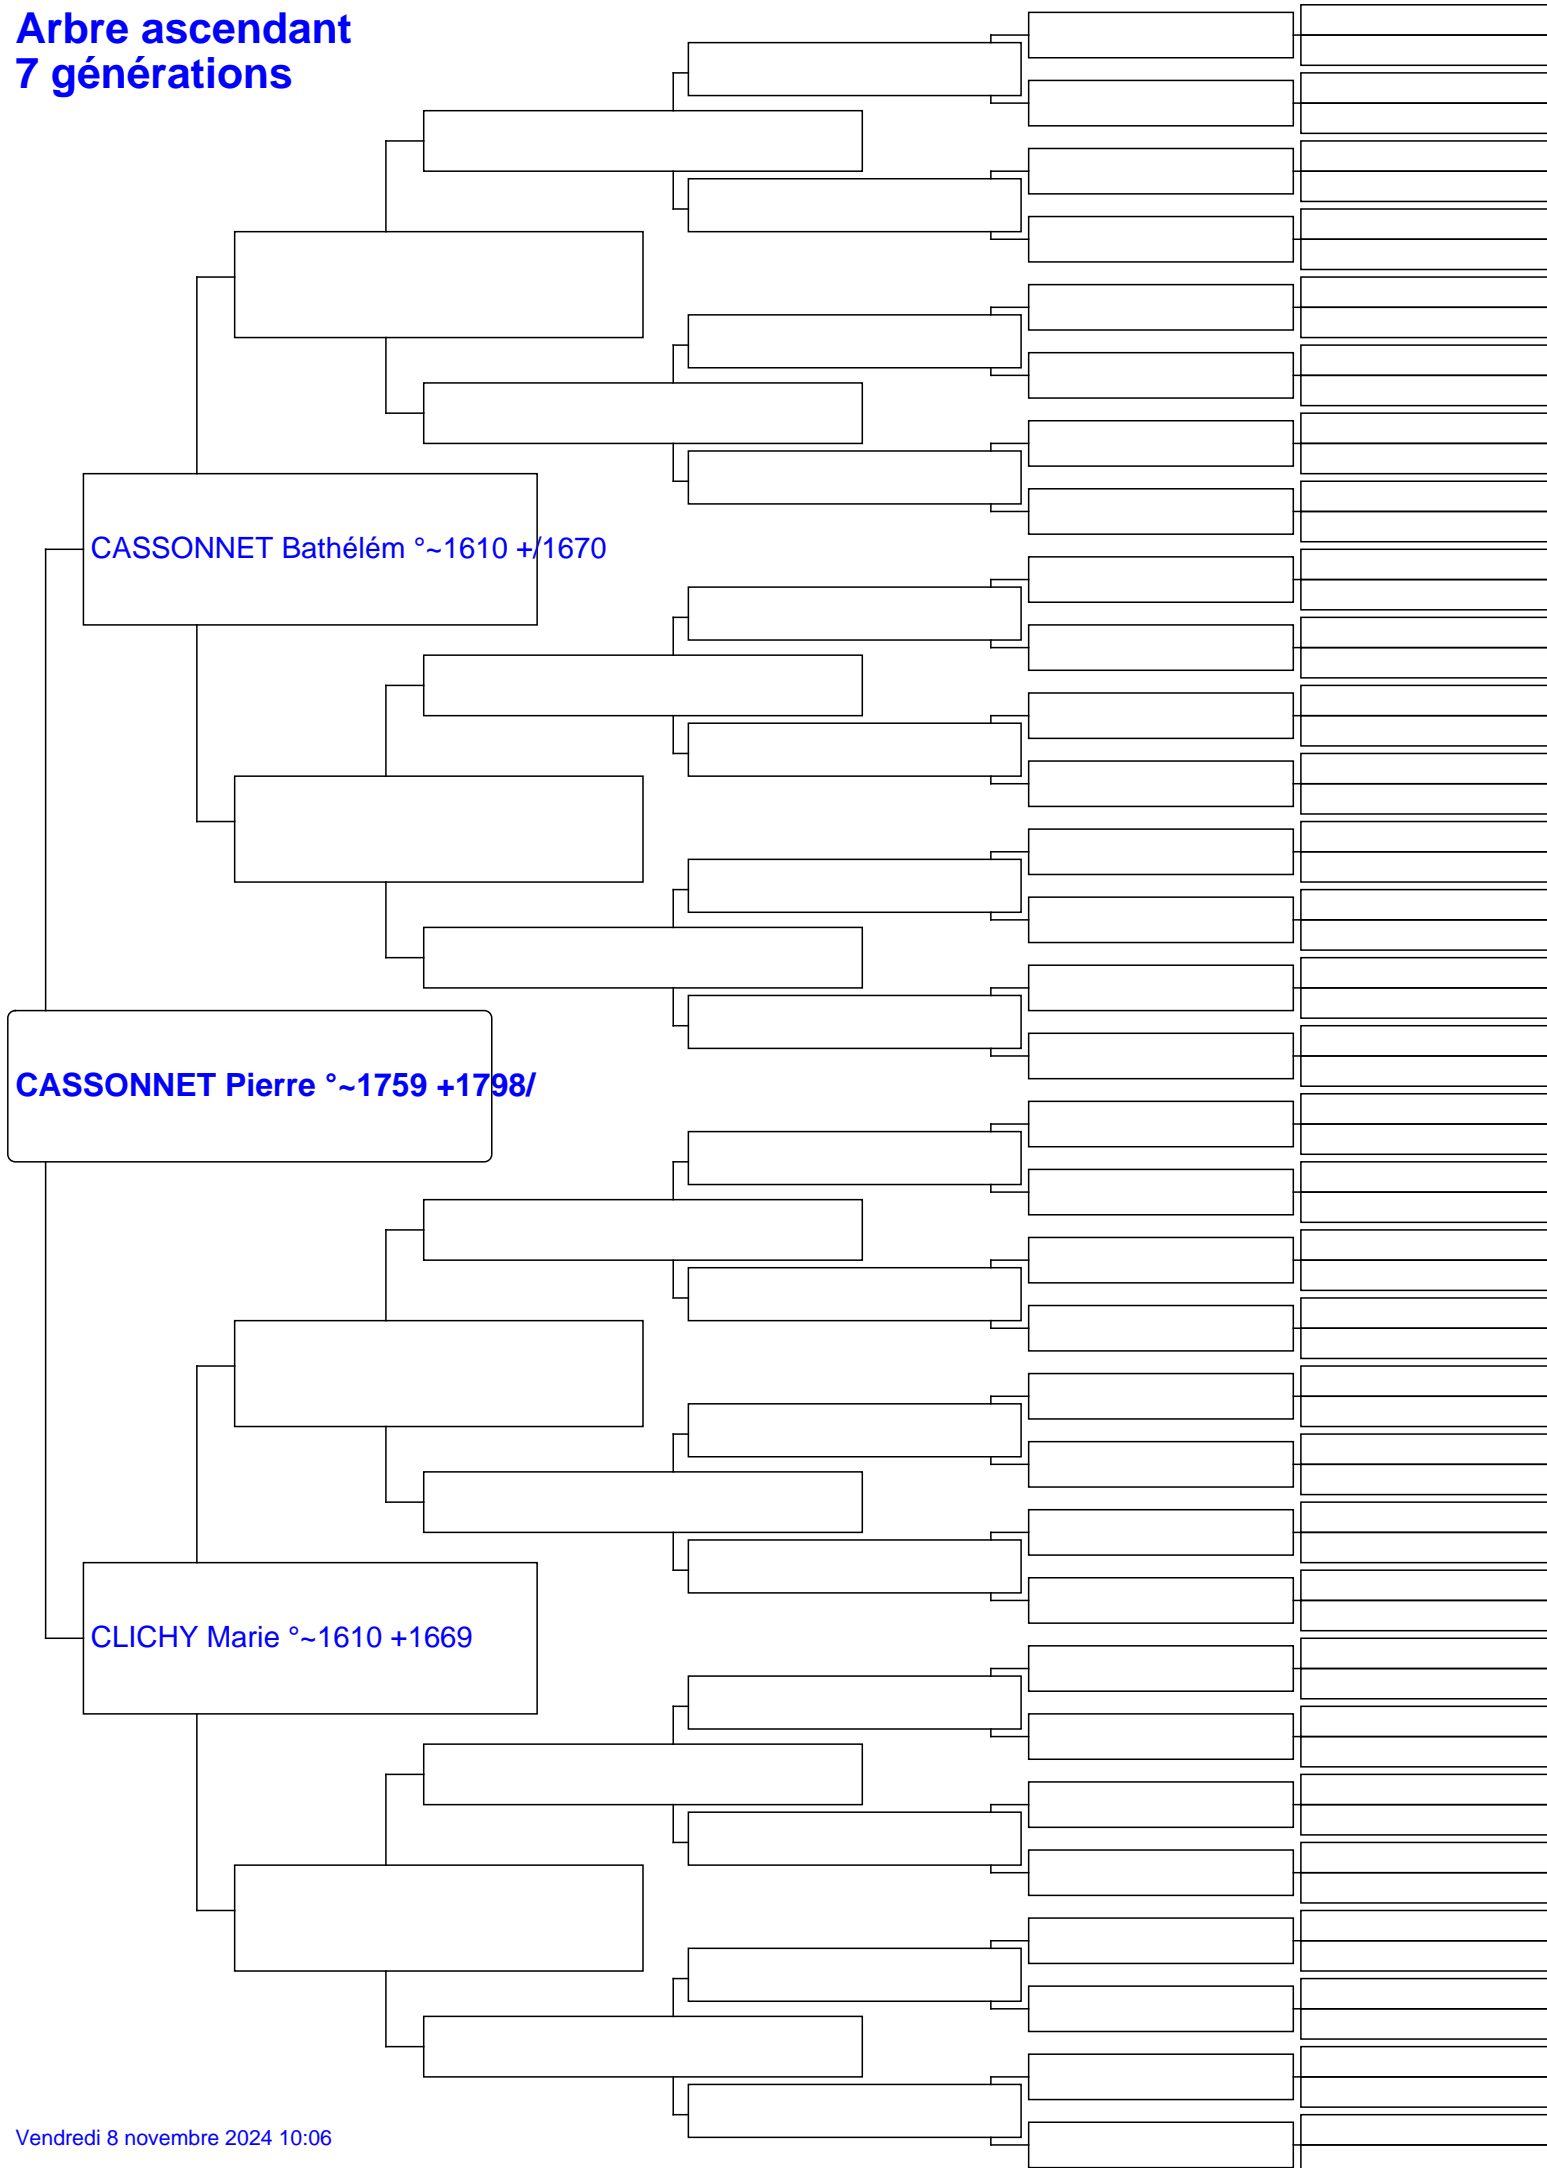 Arbre ascendant
7 générations
CASSONNET Bathélém °~1610 +/1670
CASSONNET Pierre °~1759 +1798/
CLICHY Marie °~1610 +1669
Vendredi 8 novembre 2024 10:06